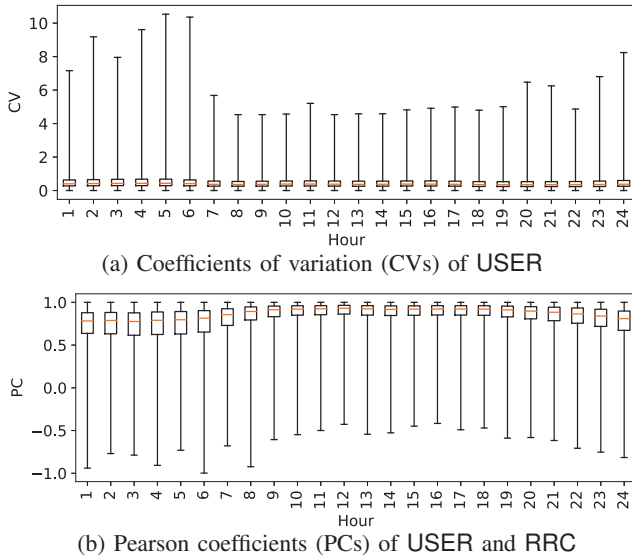 10
8
6
4
2
0
CV
1 2 3 4 5 6 7 8 9 10 11 12 13 14 15 16 17 18 19 20 21 22 23 24
Hour
(a) Coefficients of variation (CVs) of USER
1.0
0.5
0.0
−0.5
−1.0
PC
1 2 3 4 5 6 7 8 9 10 11 12 13 14 15 16 17 18 19 20 21 22 23 24
Hour
(b) Pearson coefficients (PCs) of USER and RRC